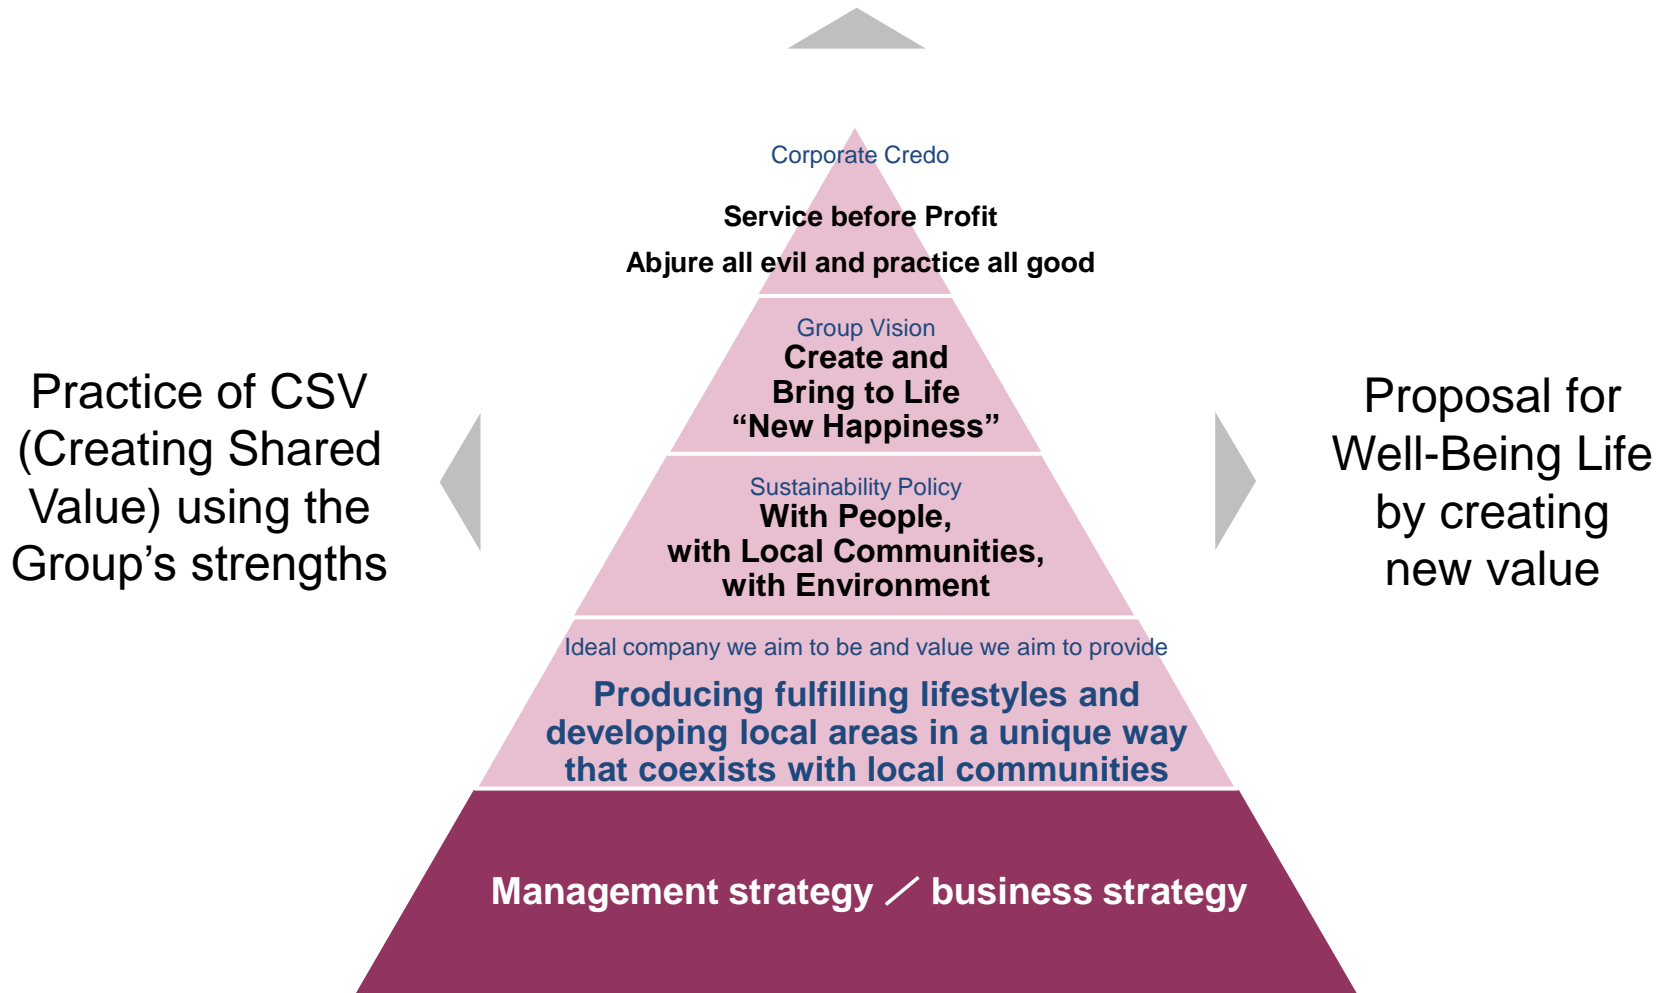 Corporate Credo
Service before Profit
Abjure all evil and practice all good
Group Vision
Create and
Bring to Life
“New Happiness”
Sustainability Policy
With People,
with Local Communities,
with Environment
Ideal company we aim to be and value we aim to provide
Producing fulfilling lifestyles and
developing local areas in a unique way
that coexists with local communities
Management strategy ／ business strategy
Practice of CSV
(Creating Shared
Value) using the
Group’s strengths
Proposal for
Well-Being Life
by creating
new value